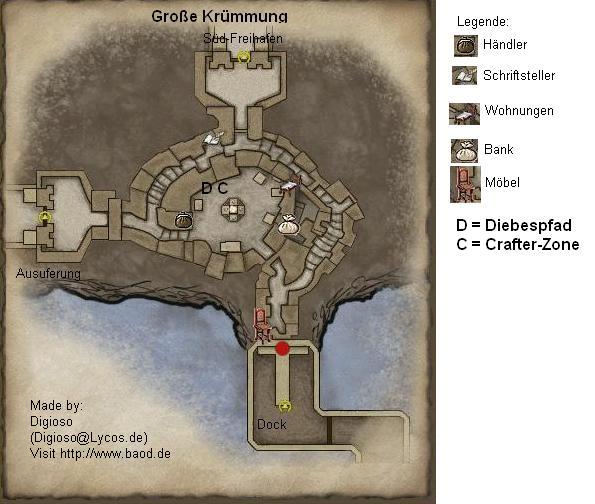 Große Krümmung
Süd-Freihafen
D C
Ausuferung
Dock
Made by:
Digioso
(Digioso@Lycos.de)
Visit http://www.baod.de
Legende:
Händler
Schriftsteller
Wohnungen
Bank
Möbel
D = Diebespfad
C = Crafter-Zone